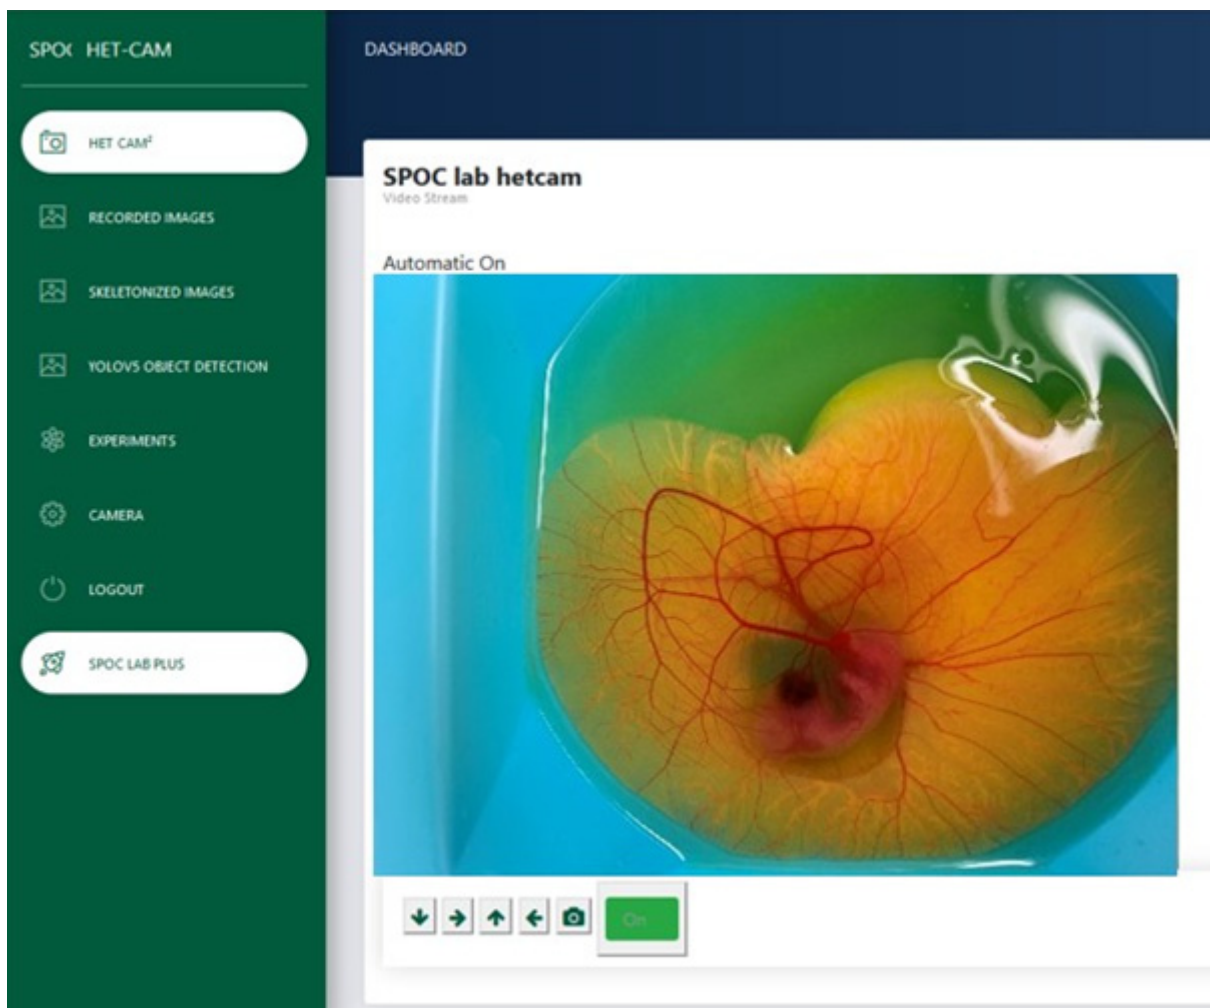 SPO HET-CAM
HET CAM²
RECORDED IMAGES
SKELETONIZED IMAGES
YOLOV5 OBJECT DETECTION
EXPERIMENTS
CAMERA
LOGOUT
SPOC LAB PLUS
DASHBOARD
SPOC lab hetcam
Video Stream
Automatic On
On